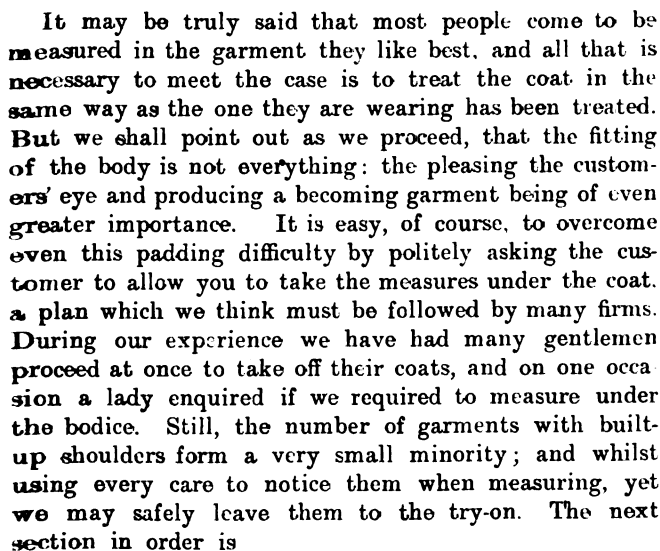 It may be truly said that most people come to be
measured in the garment they like best, and all that is
necessary to meet the case is to treat the coat in the
same way as the one they are wearing has been treated.
But we shall point out as we proceed, that the fitting
of the body is not everything: the pleasing the custom-
ers' eye and producing a becoming garment being of even
greater importance. It is easy, of course, to overcome
even this padding difficulty by politely asking the cus-
tomer to allow you to take the measures under the coat.
a plan which we think must be followed by many firms.
During our experience we have had many gentlemen
proceed at once to take off their coats, and on one occa-
sion a lady enquired if we required to measure under
the bodice. Still, the number of garments with built-
up shoulders form a very small minority; and whilst
using every care to notice them when measuring, yet
we may safely leave them to the try-on. The next
section in order is